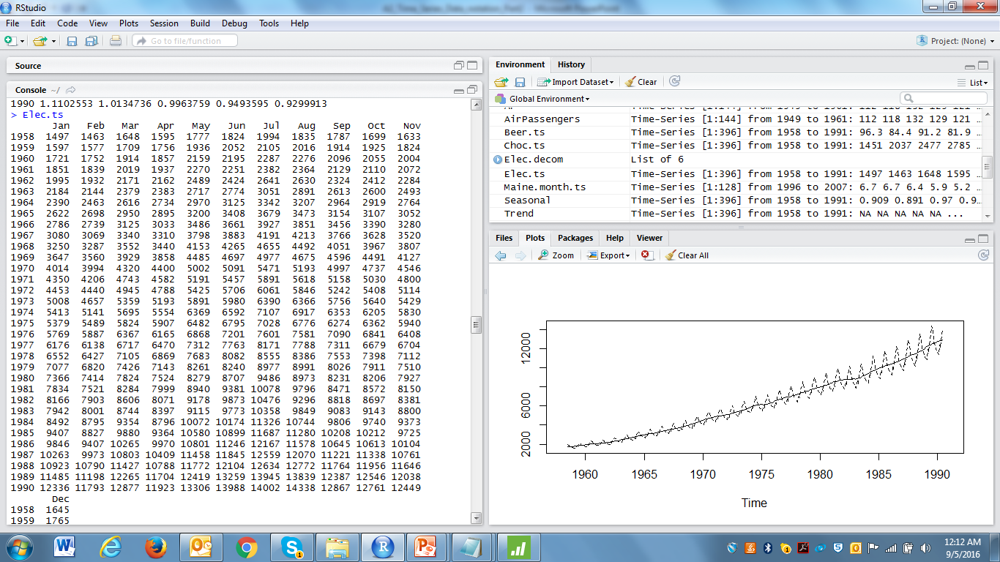 RStudio
File Edit Code View Plots Session Build Debug Tools Help
Go to file/function
Project: (None)
Source
Console ~/
1990 1.1102553 1.0134736 0.9963759 0.9493595 0.9299913
> Elec.ts
Jan Feb Mar Apr May Jun Jul Aug Sep Oct Nov
1958 1497 1463 1648 1595 1777 1824 1994 1835 1787 1699 1633
1959 1597 1577 1709 1756 1936 2052 2105 2016 1914 1925 1824
1960 1721 1752 1914 1857 2159 2195 2287 2276 2096 2055 2004
1961 1851 1839 2019 1937 2270 2251 2382 2364 2129 2110 2072
1962 1995 1932 2171 2162 2489 2424 2641 2630 2324 2412 2284
1963 2184 2144 2379 2383 2717 2774 3051 2891 2613 2600 2493
1964 2390 2463 2616 2734 2970 3125 3342 3207 2964 2919 2764
1965 2622 2698 2950 2895 3200 3408 3679 3473 3154 3107 3052
1966 2786 2739 3125 3033 3486 3661 3927 3851 3456 3390 3280
1967 3080 3069 3340 3310 3798 3883 4191 4213 3766 3628 3520
1968 3250 3287 3552 3440 4153 4265 4655 4492 4051 3967 3807
1969 3647 3560 3929 3858 4485 4697 4977 4675 4596 4491 4127
1970 4014 3994 4320 4400 5002 5091 5471 5193 4997 4737 4546
1971 4350 4206 4743 4582 5191 5457 5891 5618 5158 5030 4800
1972 4453 4440 4945 4788 5425 5706 6061 5846 5242 5408 5114
1973 5008 4657 5359 5193 5891 5980 6390 6366 5756 5640 5429
1974 5413 5141 5695 5554 6369 6592 7107 6917 6353 6205 5830
1975 5379 5489 5824 5907 6482 6795 7028 6776 6274 6362 5940
1976 5769 5887 6367 6165 6868 7201 7601 7581 7090 6841 6408
1977 6176 6138 6717 6470 7312 7763 8171 7788 7311 6679 6704
1978 6552 6427 7105 6869 7683 8082 8555 8386 7553 7398 7112
1979 7077 6820 7426 7143 8261 8240 8977 8991 8026 7911 7510
1980 7366 7414 7824 7524 8279 8707 9486 8973 8231 8206 7927
1981 7834 7521 8284 7999 8940 9381 10078 9796 8471 8572 8150
1982 8166 7903 8606 8071 9178 9873 10476 9296 8818 8697 8381
1983 7942 8001 8744 8397 9115 9773 10358 9849 9083 9143 8800
1984 8492 8795 9354 8796 10072 10174 11326 10744 9806 9740 9373
1985 9407 8827 9880 9364 10580 10899 11687 11280 10208 10212 9725
1986 9846 9407 10265 9970 10801 11246 12167 11578 10645 10613 10104
1987 10263 9973 10803 10409 11458 11845 12559 12070 11221 11338 10761
1988 10923 10790 11427 10788 11772 12104 12634 12772 11764 11956 11646
1989 11485 11198 12265 11704 12419 13259 13945 13839 12387 12546 12038
1990 12336 11793 12877 11923 13306 13988 14002 14338 12867 12761 12449
Dec
1958 1645
1959 1765
Environment History
Import Dataset Clear List
Global Environment
AirPassengers Time-Series [1:144] from 1949 to 1961: 112 118 132 129 121 …
Beer.ts Time-Series [1:396] from 1958 to 1991: 96.3 84.4 91.2 81.9 …
Choc.ts Time-Series [1:396] from 1958 to 1991: 1451 2037 2477 2785 …
Elec.decom List of 6
Elec.ts Time-Series [1:396] from 1958 to 1991: 1497 1463 1648 1595 …
Maine.month.ts Time-Series [1:128] from 1996 to 2007: 6.7 6.7 6.4 5.9 5.2 …
Seasonal Time-Series [1:396] from 1958 to 1991: 0.909 0.891 0.97 0.9…
Trend Time-Series [1:396] from 1958 to 1991: NA NA NA NA NA ...
Files Plots Packages Help Viewer
Zoom Export Clear All
12000
6000
2000
1960 1965 1970 1975 1980 1985 1990
Time
12:12 AM
9/5/2016